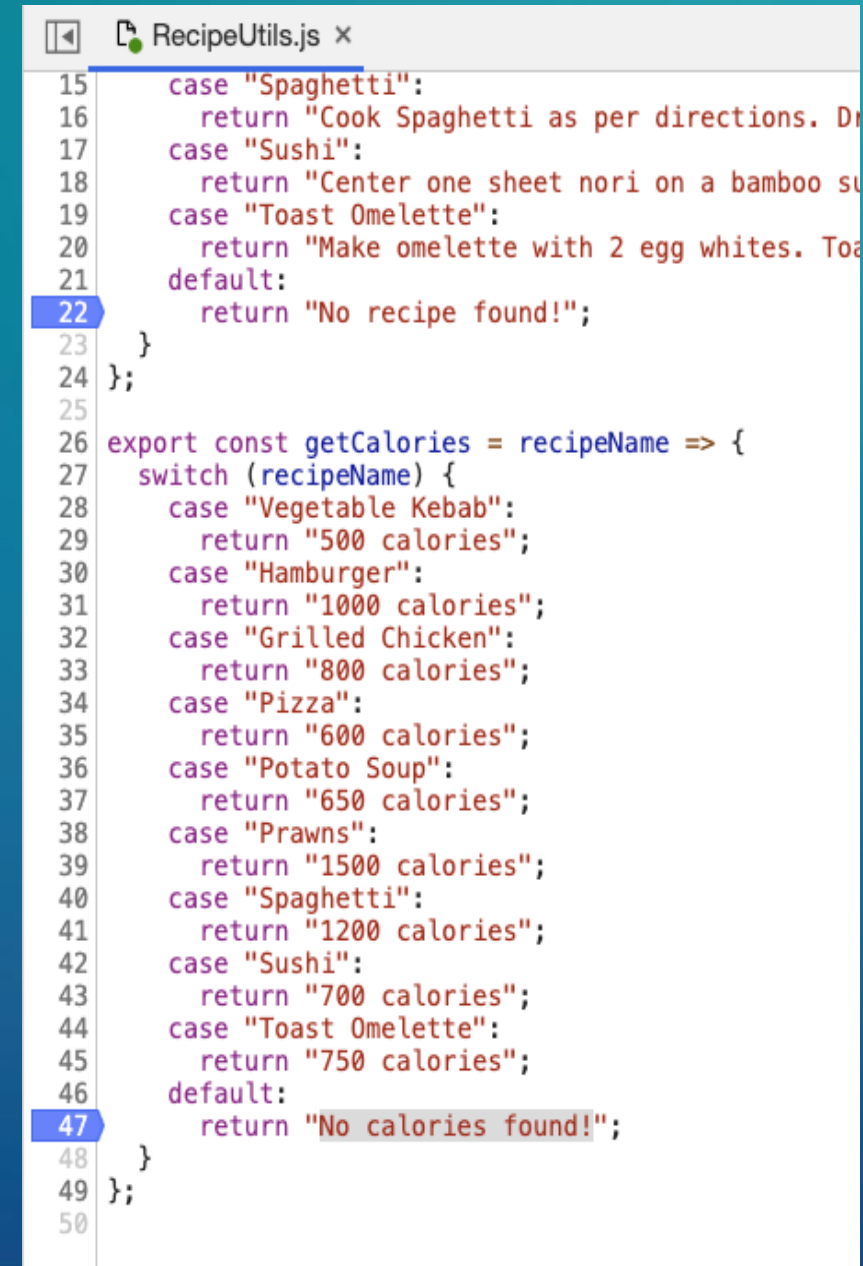 RecipeUtils.js ×
15 case "Spaghetti":
16 return "Cook Spaghetti as per directions.
17 case "Sushi":
18 return "Center one sheet nori on a bamboo
19 case "Toast Omelette":
20 return "Make omelette with 2 egg whites.
21 default:
22 return "No recipe found!";
23 }
24 };
25
26 export const getCalories = recipeName => {
27 switch (recipeName) {
28 case "Vegetable Kebab":
29 return "500 calories";
30 case "Hamburger":
31 return "1000 calories";
32 case "Grilled Chicken":
33 return "800 calories";
34 case "Pizza":
35 return "600 calories";
36 case "Potato Soup":
37 return "650 calories";
38 case "Prawns":
39 return "1500 calories";
40 case "Spaghetti":
41 return "1200 calories";
42 case "Sushi":
43 return "700 calories";
44 case "Toast Omelette":
45 return "750 calories";
46 default:
47 return "No calories found!";
48 }
49 };
50